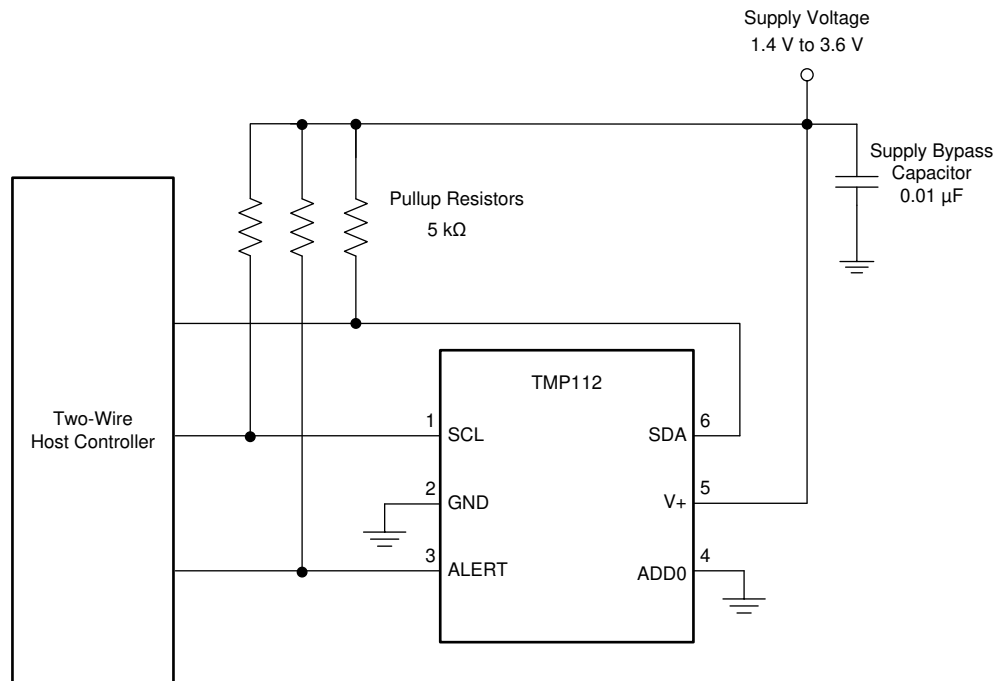 Supply Voltage
1.4 V to 3.6 V
Supply Bypass
Capacitor
0.01 µF
Pullup Resistors
5 kΩ
Two-Wire
Host Controller
TMP112
1
SCL
6
SDA
2
GND
5
V+
3
ALERT
4
ADD0